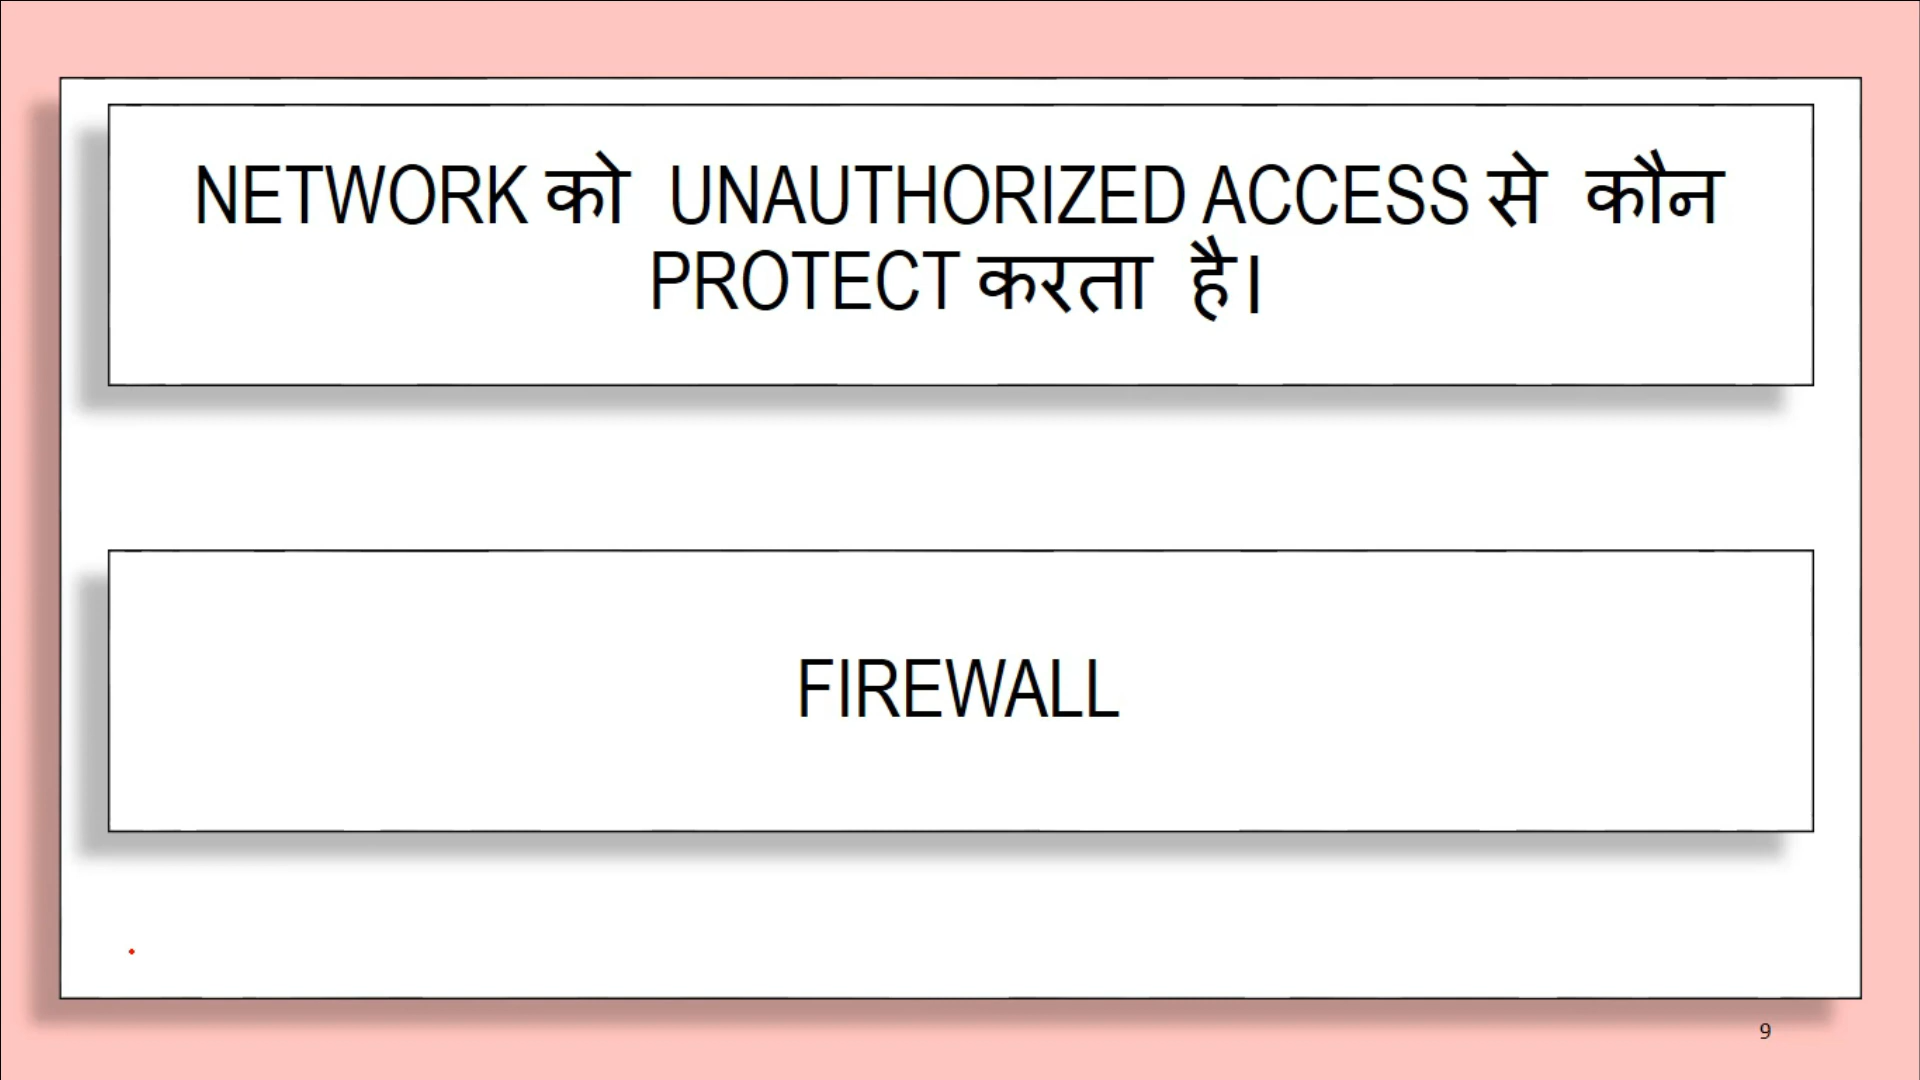 NETWORK को UNAUTHORIZED ACCESS से कौन
PROTECT करता है।
FIREWALL
9